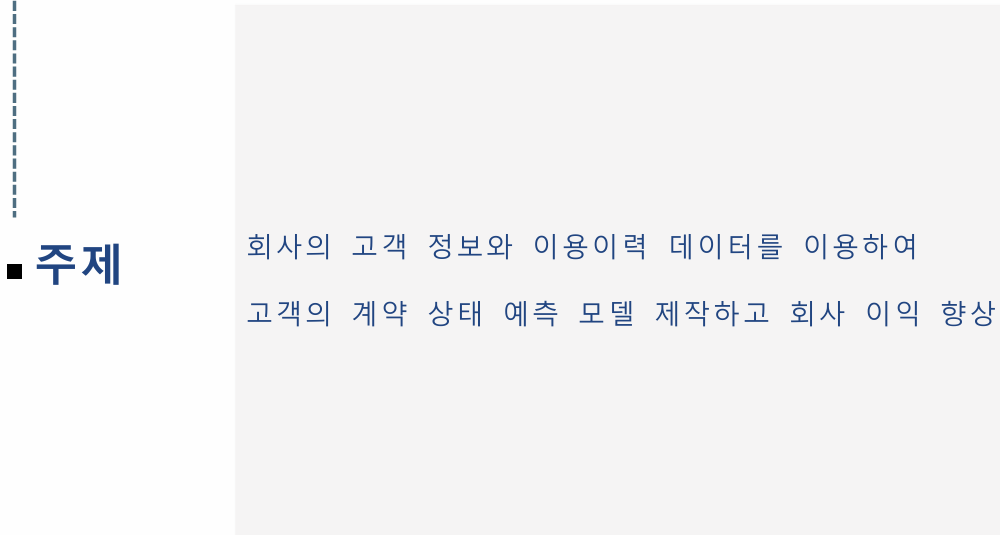 주제
회사의 고객 정보와 이용이력 데이터를 이용하여
고객의 계약 상태 예측 모델 제작하고 회사 이익 향상